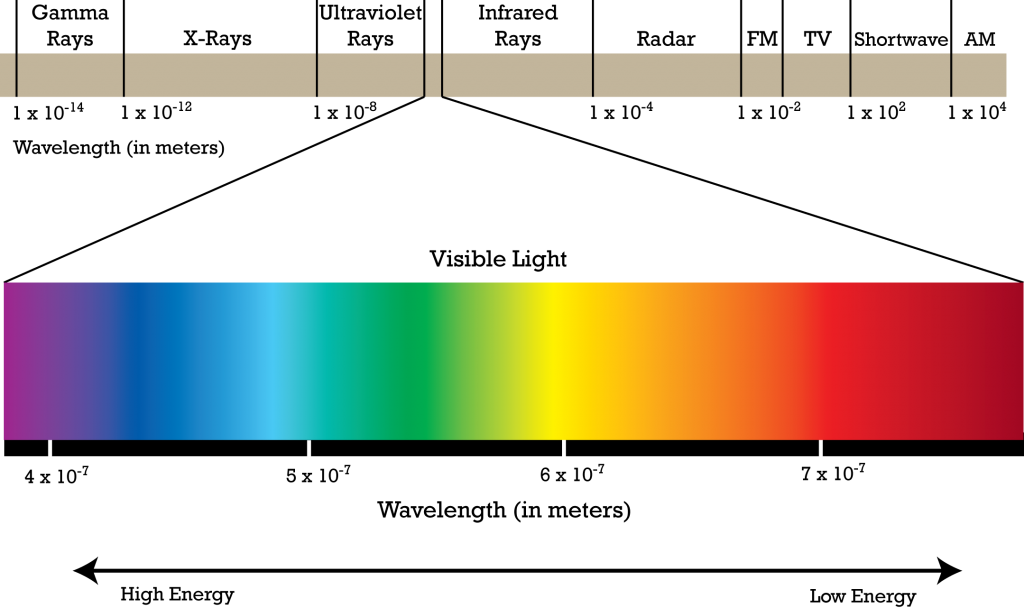 Gamma Rays
X-Rays
Ultraviolet Rays
Infrared Rays
Radar
FM
TV
Shortwave
AM
1 x 10⁻¹⁴
1 x 10⁻¹²
1 x 10⁻⁸
1 x 10⁻⁴
1 x 10⁻²
1 x 10²
1 x 10⁴
Wavelength (in meters)
Visible Light
4 x 10⁻⁷
5 x 10⁻⁷
6 x 10⁻⁷
7 x 10⁻⁷
Wavelength (in meters)
High Energy
Low Energy